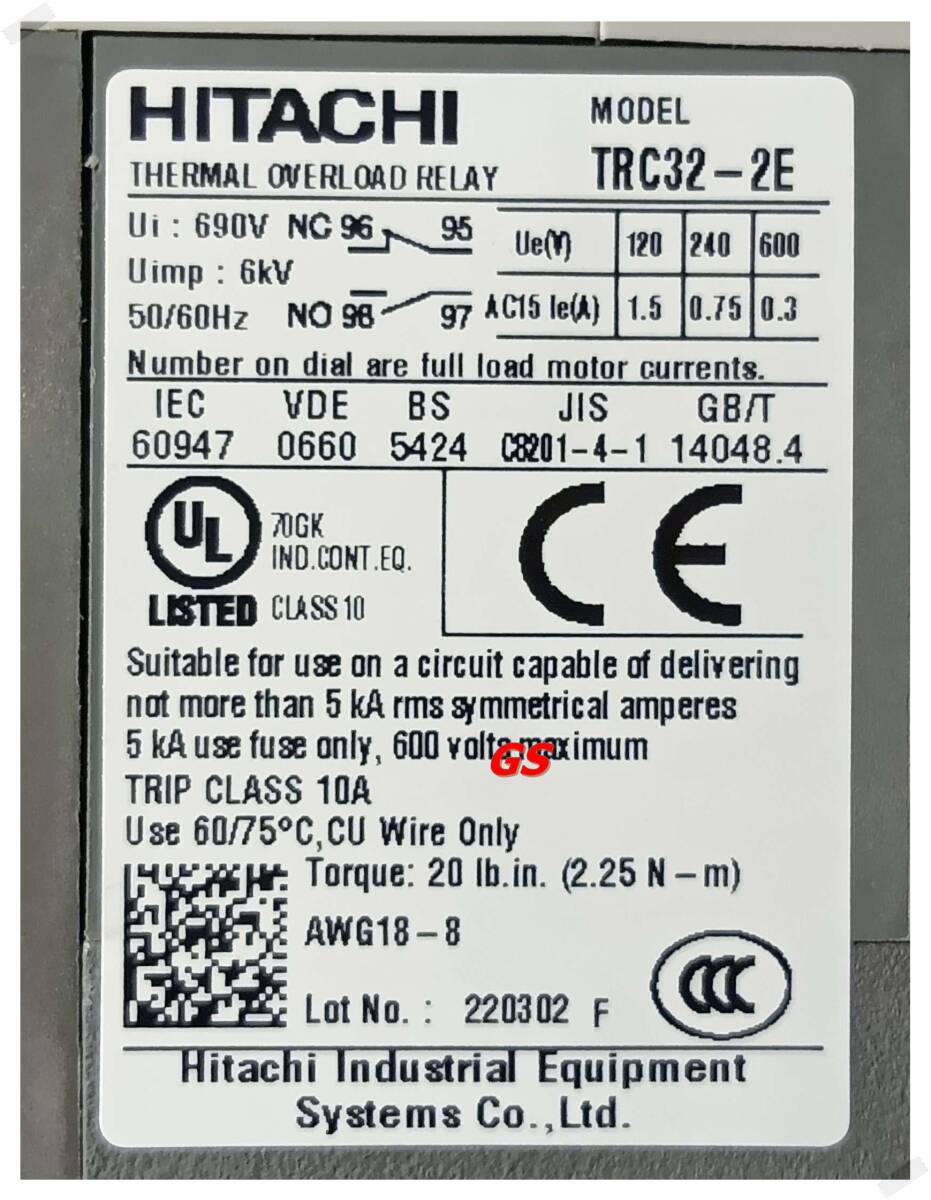 HITACHI
MODEL
THERMAL OVERLOAD RELAY
TRC32-2E
Ui : 690V NC 96 95
Uimp : 6kV
50/60Hz NO 98 97
Ue(V) 120 240 600
AC15 Ie(A) 1.5 0.75 0.3
Number on dial are full load motor currents.
IEC VDE BS JIS GB/T
60947 0660 5424 C8201-4-1 14048.4
UL
LISTED
70GK
IND.CONT.EQ.
CLASS 10
CE
Suitable for use on a circuit capable of delivering
not more than 5 kA rms symmetrical amperes
5 kA use fuse only, 600 volts maximum
GS
TRIP CLASS 10A
Use 60/75°C,CU Wire Only
Torque: 20 lb.in. (2.25 N-m)
AWG18-8
Lot No. : 220302 F
CCC
Hitachi Industrial Equipment
Systems Co.,Ltd.